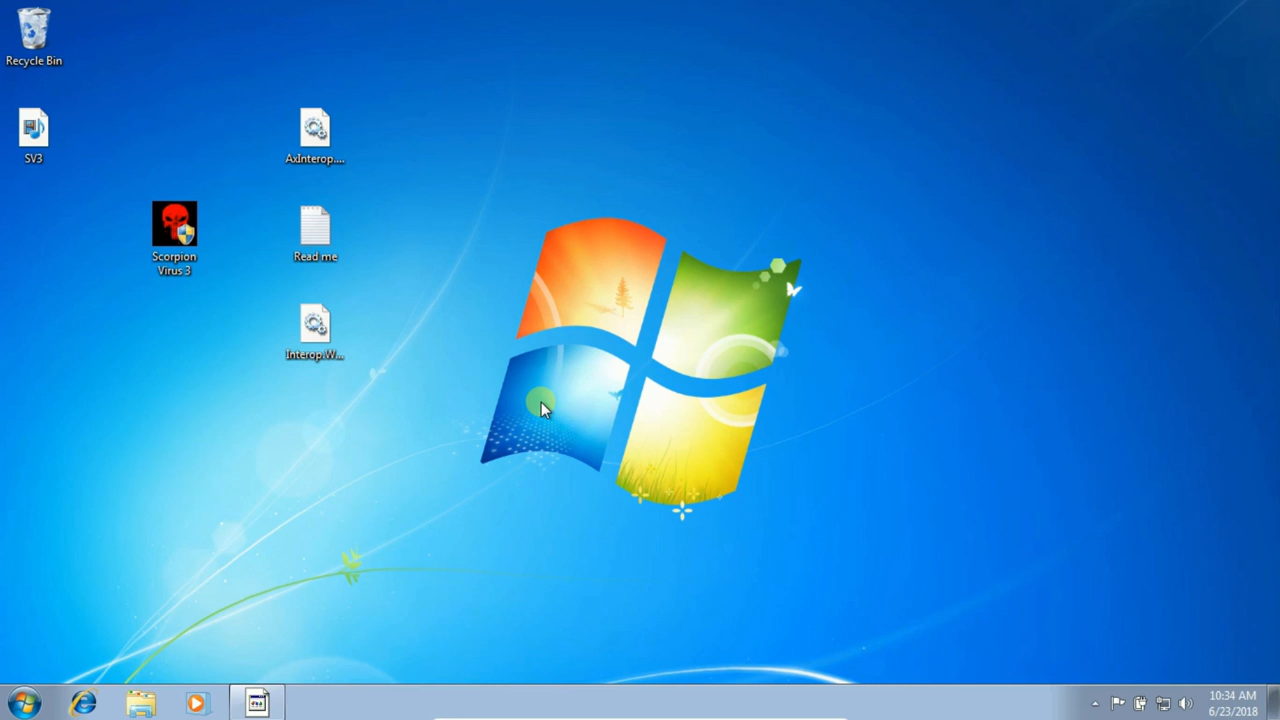 Recycle Bin
SV3
AxInterop....
Scorpion
Virus 3
Read me
Interop.W...
10:34 AM
6/23/2018